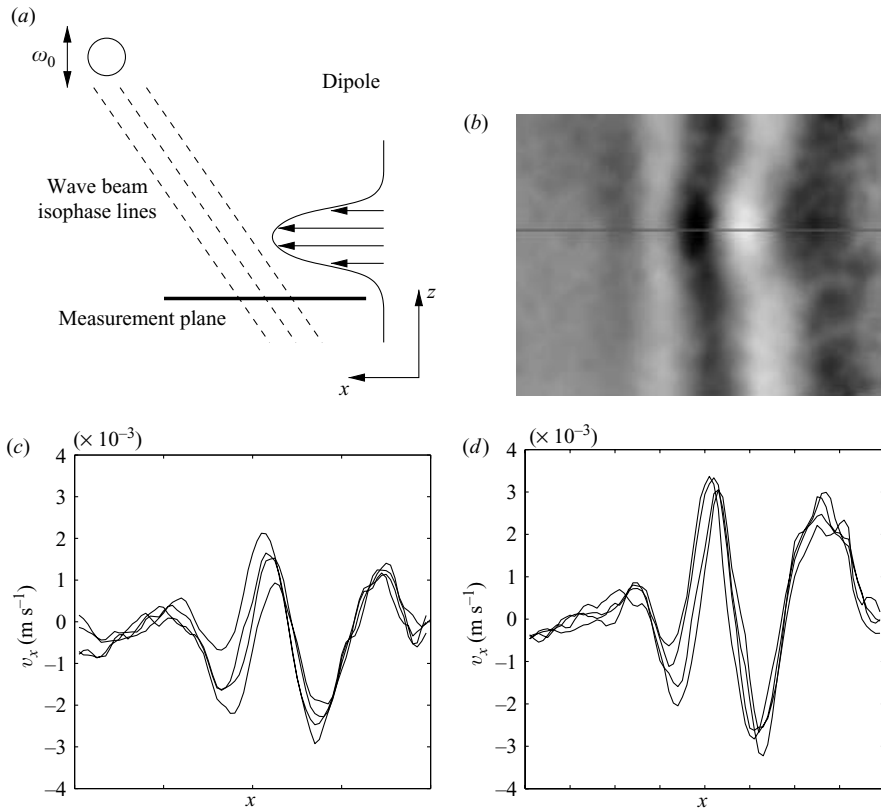 (a)
ω0
Dipole
Wave beam
isophase lines
Measurement plane
z
x
(b)
(c)
(× 10−3)
4
3
2
1
0
−1
−2
−3
−4
vx (m s−1)
x
(d)
(× 10−3)
4
3
2
1
0
−1
−2
−3
−4
vx (m s−1)
x